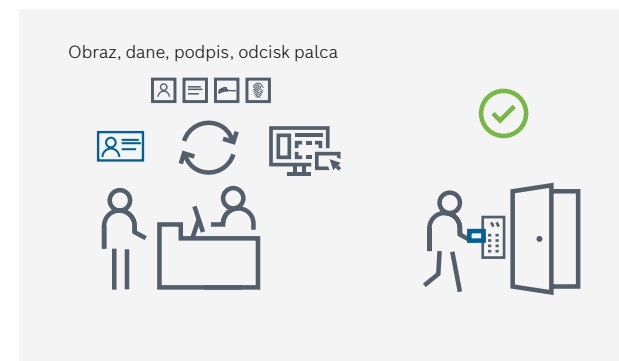 Obraz, dane, podpis, odcisk palca